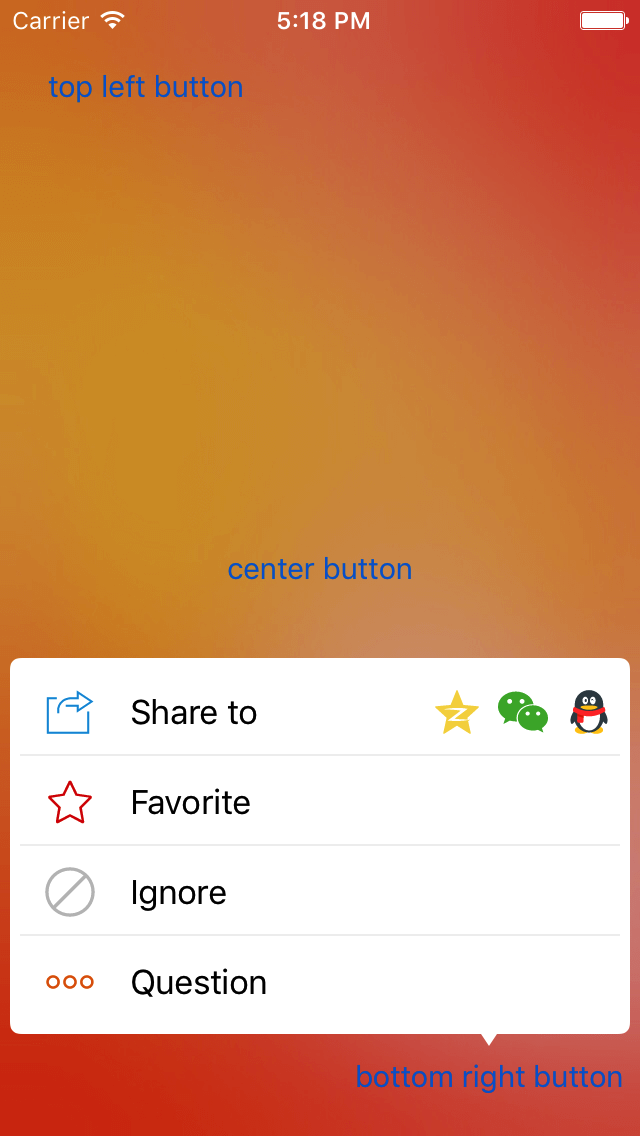 Carrier 5:18 PM
top left button
center button
Share to
Favorite
Ignore
Question
bottom right button